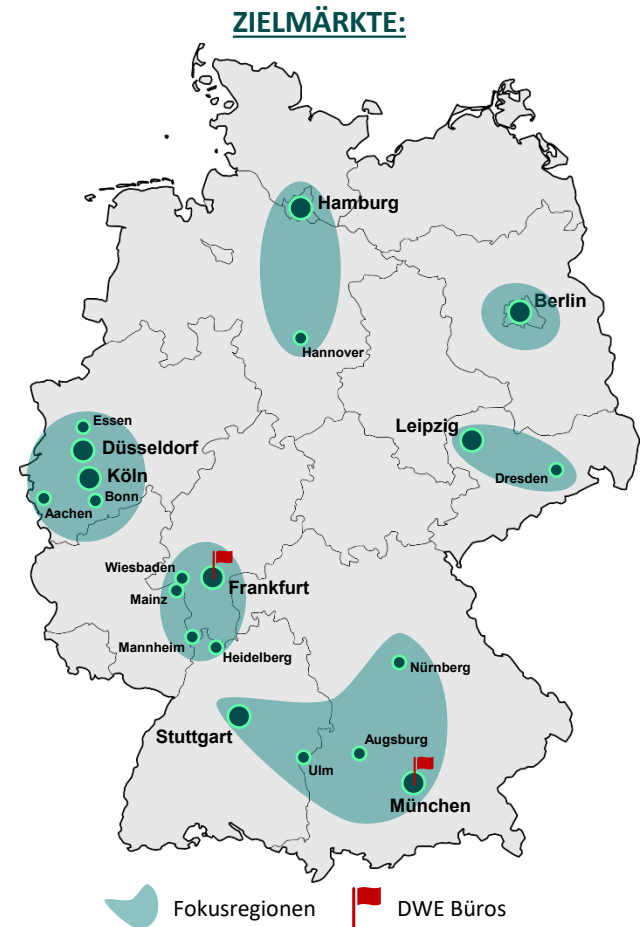 ZIELMÄRKTE:
Hamburg
Berlin
Hannover
Essen
Leipzig
Düsseldorf
Köln
Dresden
Bonn
Aachen
Wiesbaden
Frankfurt
Mainz
Mannheim
Heidelberg
Nürnberg
Stuttgart
Augsburg
Ulm
München
Fokusregionen
DWE Büros